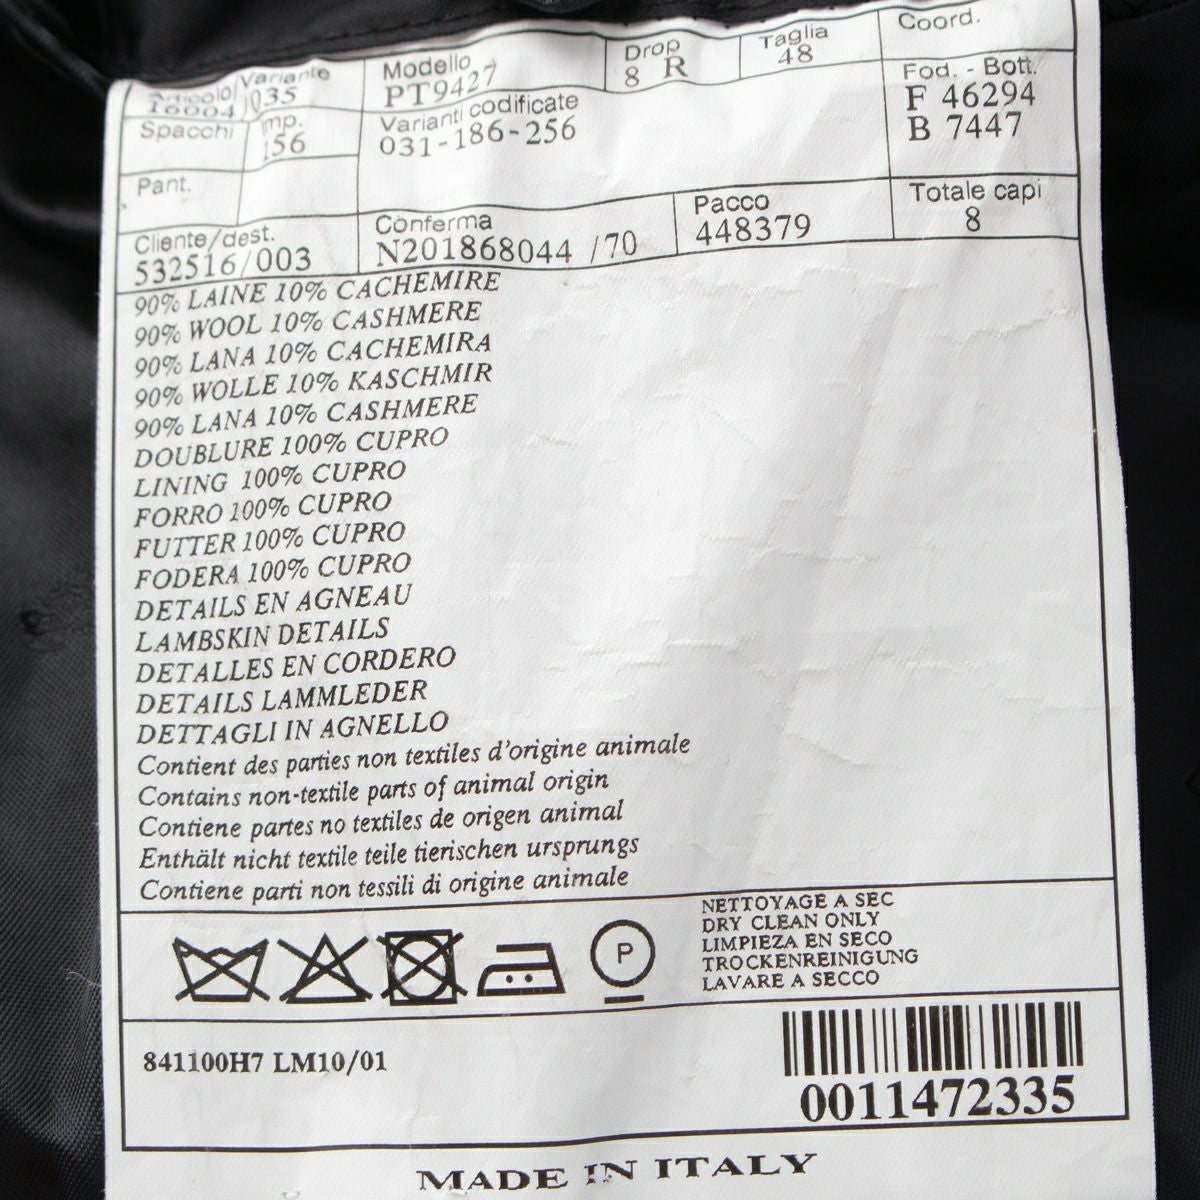 Articolo Variante Modello Drop Taglia Coord.
16004 035 PT9427 8 R 48
Spacchi Imp. Varianti codificate Fod. - Bott.
156 031-186-256 F 46294
B 7447
Pant.
Cliente/dest. Conferma Pacco Totale capi
532516/003 N201868044 /70 448379 8
90% LAINE 10% CACHEMIRE
90% WOOL 10% CASHMERE
90% LANA 10% CACHEMIRA
90% WOLLE 10% KASCHMIR
90% LANA 10% CASHMERE
DOUBLURE 100% CUPRO
LINING 100% CUPRO
FORRO 100% CUPRO
FUTTER 100% CUPRO
FODERA 100% CUPRO
DETAILS EN AGNEAU
LAMBSKIN DETAILS
DETALLES EN CORDERO
DETAILS LAMMLEDER
DETTAGLI IN AGNELLO
Contient des parties non textiles d'origine animale
Contains non-textile parts of animal origin
Contiene partes no textiles de origen animal
Enthält nicht textile teile tierischen ursprungs
Contiene parti non tessili di origine animale
P
NETTOYAGE A SEC
DRY CLEAN ONLY
LIMPIEZA EN SECO
TROCKENREINIGUNG
LAVARE A SECCO
841100H7 LM10/01
0011472335
MADE IN ITALY